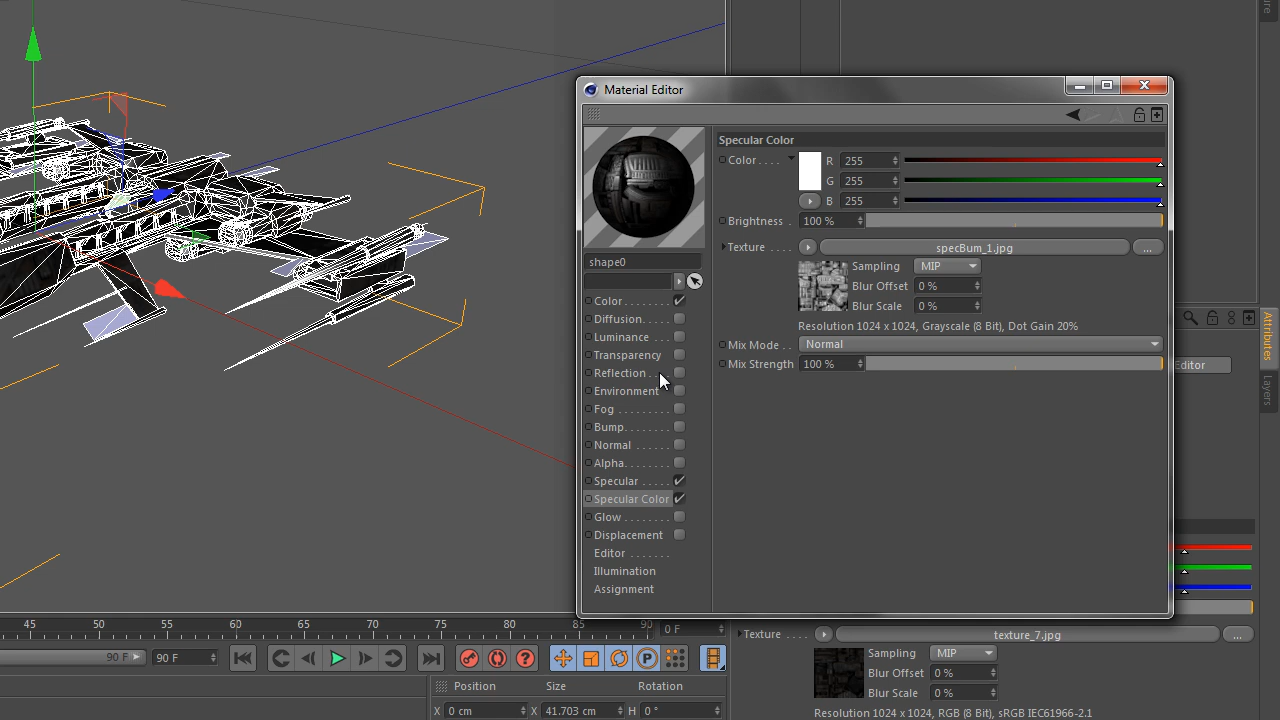 Material Editor
Specular Color
Color . . . .
R 255
G 255
B 255
Brightness . 100 %
Texture . . . . specBum_1.jpg ...
Sampling MIP
Blur Offset 0 %
Blur Scale 0 %
Resolution 1024 x 1024, Grayscale (8 Bit), Dot Gain 20%
Mix Mode . . Normal
Mix Strength 100 %
shape0
Color . . . . . . . .
Diffusion. . . . .
Luminance . . .
Transparency
Reflection . . .
Environment
Fog . . . . . . . . .
Bump. . . . . . . .
Normal . . . . . .
Alpha. . . . . . . .
Specular . . . . .
Specular Color
Glow . . . . . . . .
Displacement
Editor . . . . . . .
Illumination
Assignment
Attributes
Layers
Editor
45 50 55 60 65 70 75 80 85 90
0 F
90 F
90 F
Position Size Rotation
X 0 cm X 41.703 cm H 0 °
Texture . . . . texture_7.jpg ...
Sampling MIP
Blur Offset 0 %
Blur Scale 0 %
Resolution 1024 x 1024, RGB (8 Bit), sRGB IEC61966-2.1